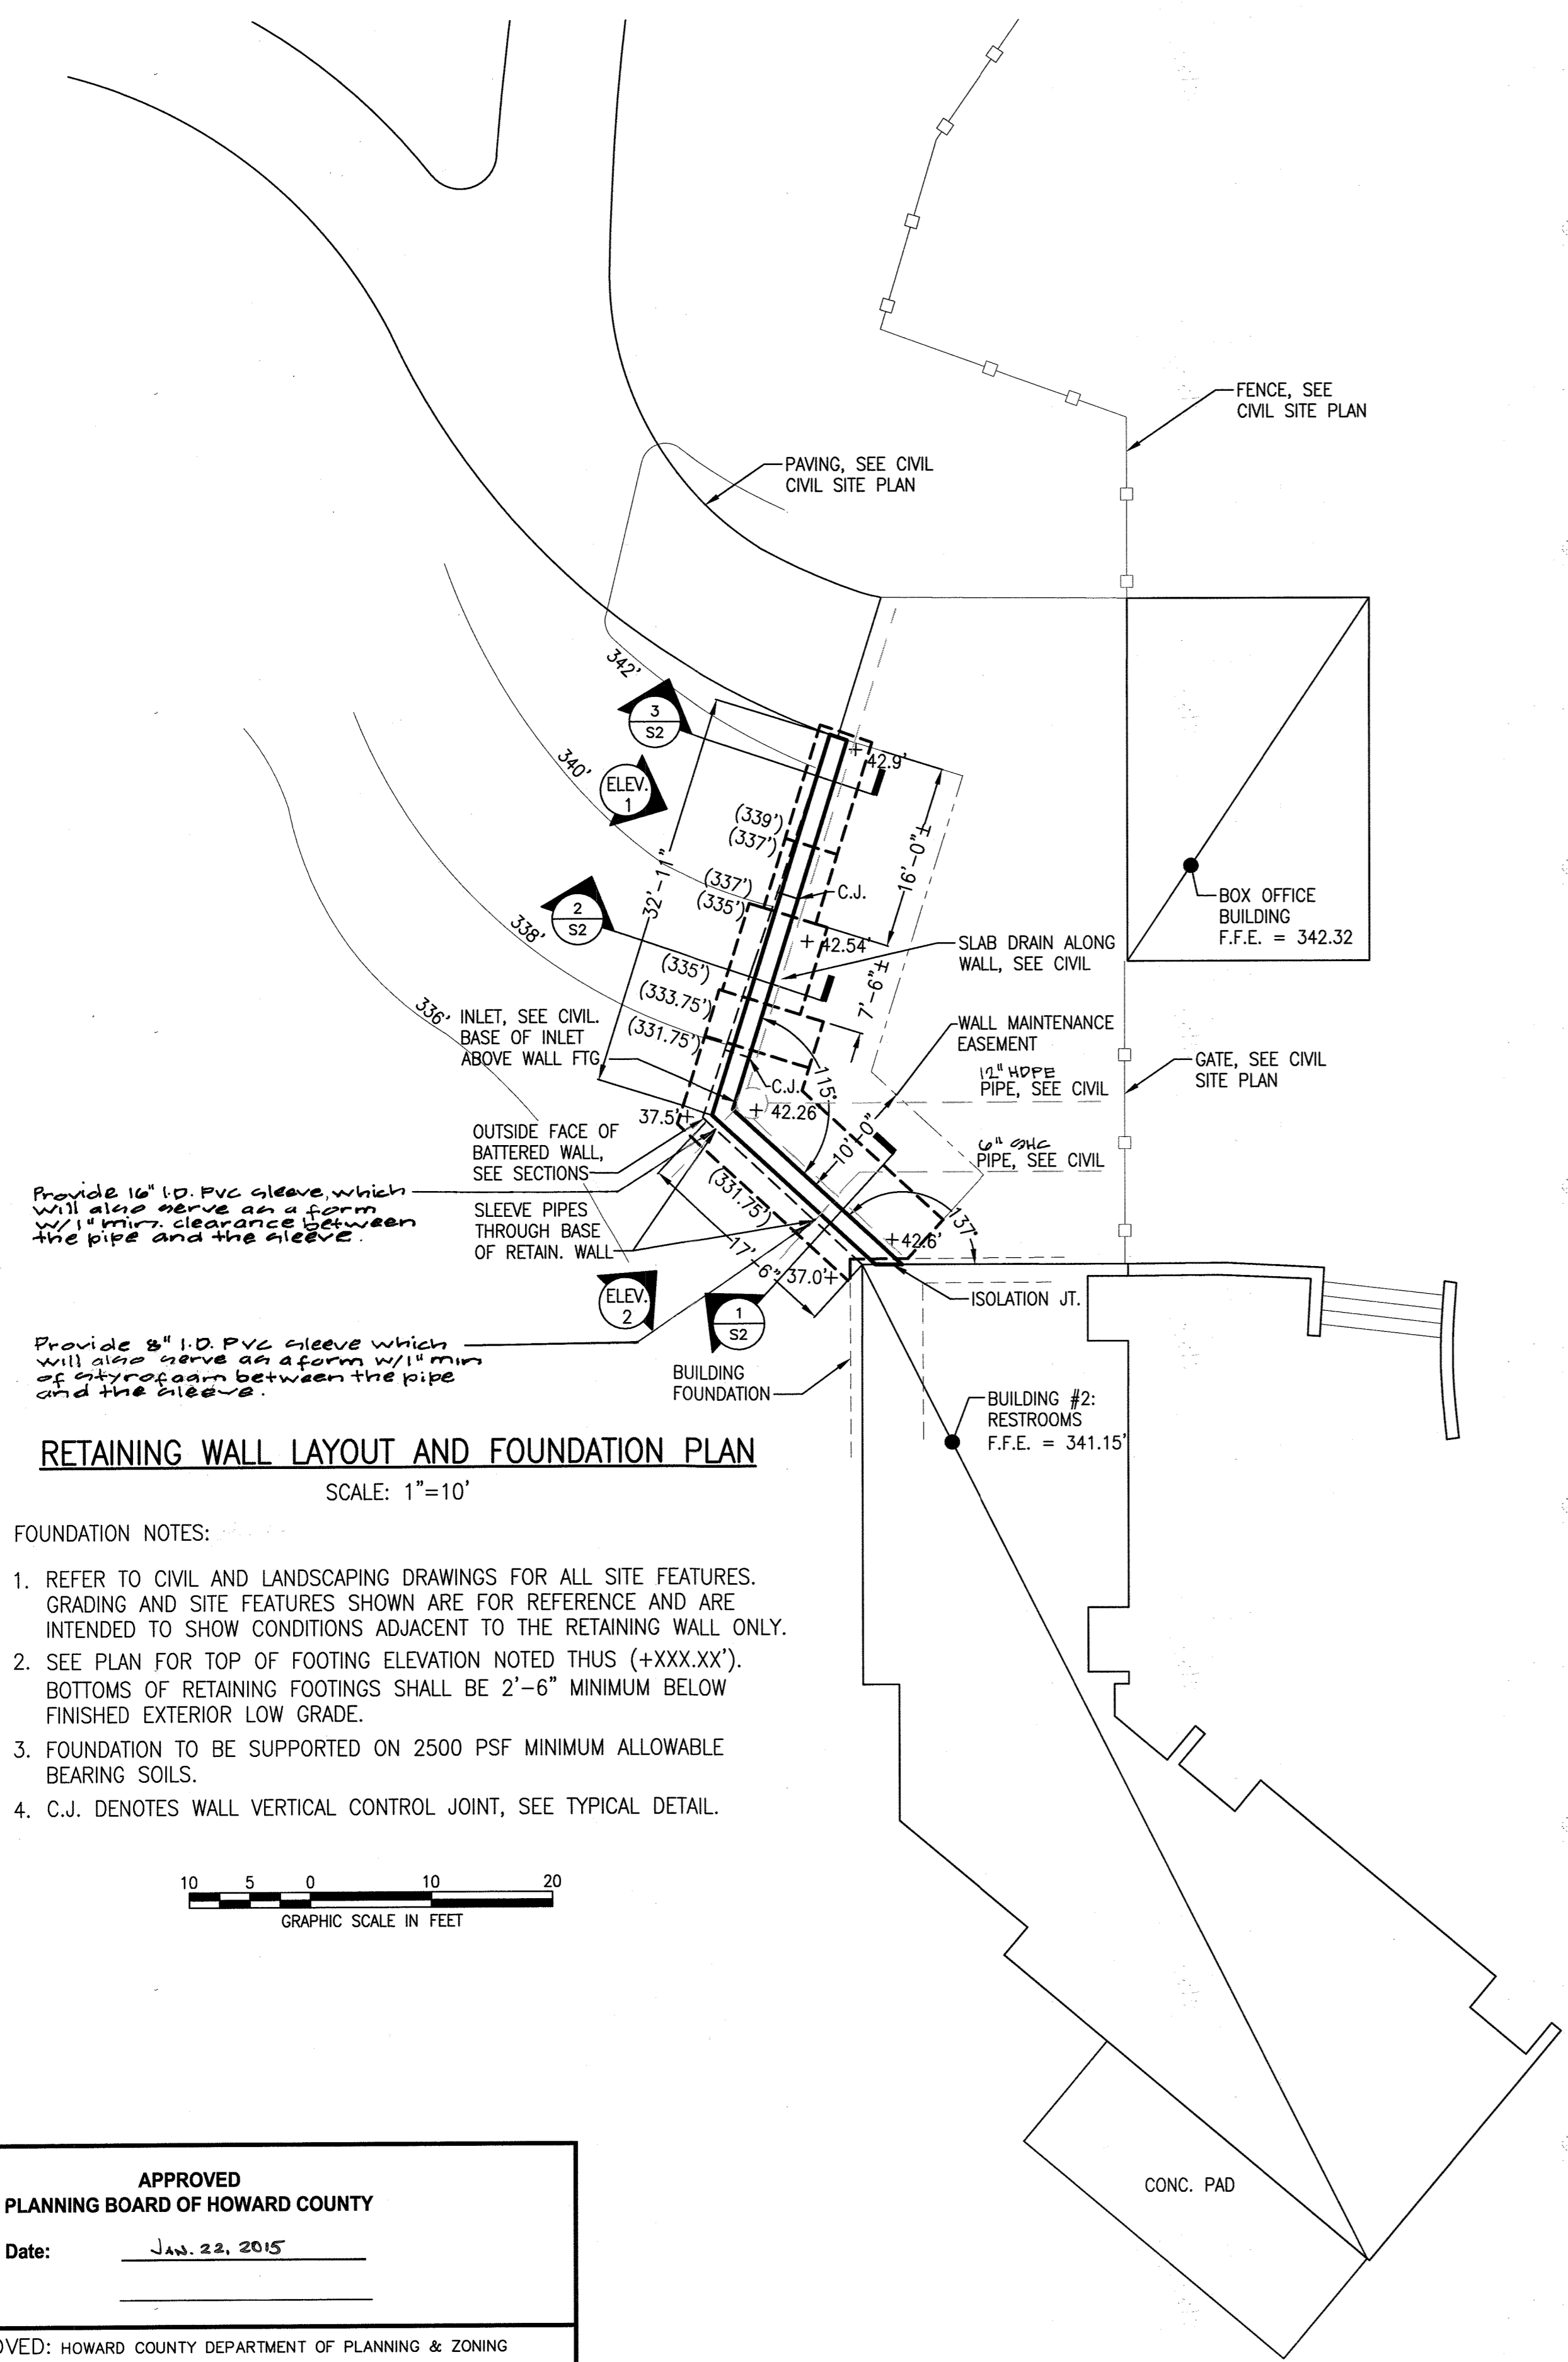 FENCE, SEE
CIVIL SITE PLAN
PAVING, SEE CIVIL
CIVIL SITE PLAN
342'
3
S2
42.9'
340'
ELEV.
1
(339')
(337')
32'-11"
16'-0"±
(337')
C.J.
(335')
2
S2
BOX OFFICE
BUILDING
F.F.E. = 342.32
338'
42.54'
SLAB DRAIN ALONG
WALL, SEE CIVIL
(335')
7'-6"±
(333.75')
336'
INLET, SEE CIVIL.
BASE OF INLET
ABOVE WALL FTG.
(331.75')
WALL MAINTENANCE
EASEMENT
GATE, SEE CIVIL
SITE PLAN
12" HDPE
PIPE, SEE CIVIL
C.J.
115°
37.5'
42.26
OUTSIDE FACE OF
BATTERED WALL,
SEE SECTIONS
10'-0"
6" SHC
PIPE, SEE CIVIL
Provide 16" I.D. PVC sleeve, which
will also serve as a form
w/1" min. clearance between
the pipe and the sleeve.
(331.75')
SLEEVE PIPES
THROUGH BASE
OF RETAIN. WALL
137°
42.6'
17'-6"
37.0'
ISOLATION JT.
ELEV.
2
1
S2
Provide 8" I.D. PVC sleeve which
will also serve as a form w/1" min
of styrofoam between the pipe
and the sleeve.
BUILDING
FOUNDATION
BUILDING #2:
RESTROOMS
F.F.E. = 341.15'
RETAINING WALL LAYOUT AND FOUNDATION PLAN
SCALE: 1"=10'
FOUNDATION NOTES:
1. REFER TO CIVIL AND LANDSCAPING DRAWINGS FOR ALL SITE FEATURES.
GRADING AND SITE FEATURES SHOWN ARE FOR REFERENCE AND ARE
INTENDED TO SHOW CONDITIONS ADJACENT TO THE RETAINING WALL ONLY.
2. SEE PLAN FOR TOP OF FOOTING ELEVATION NOTED THUS (+XXX.XX').
BOTTOMS OF RETAINING FOOTINGS SHALL BE 2'-6" MINIMUM BELOW
FINISHED EXTERIOR LOW GRADE.
3. FOUNDATION TO BE SUPPORTED ON 2500 PSF MINIMUM ALLOWABLE
BEARING SOILS.
4. C.J. DENOTES WALL VERTICAL CONTROL JOINT, SEE TYPICAL DETAIL.
10 5 0 10 20
GRAPHIC SCALE IN FEET
CONC. PAD
APPROVED
PLANNING BOARD OF HOWARD COUNTY
Date: JAN. 22, 2015
OVED: HOWARD COUNTY DEPARTMENT OF PLANNING & ZONING